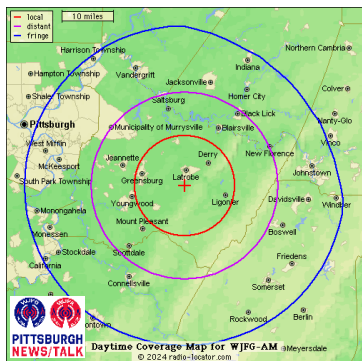 local
distant
fringe
10 miles
Northern Cambria
Harrison Township
Indiana
Hampton Township
Vandergrift
Jacksonville
Colver
Homer City
Shaler Township
Saltsburg
Black Lick
Nanty-Glo
Pittsburgh
Municipality of Murrysville
Blairsville
Vinco
West Mifflin
New Florence
McKeesport
Jeannette
Derry
Johnstown
South Park Township
Greensburg
Latrobe
Youngwood
Ligonier
Davidsville
Windber
Monongahela
Mount Pleasant
Monessen
Boswell
Stockdale
Scottdale
California
Friedens
Connellsville
Somerset
WJFG WJFG
PITTSBURGH
NEWS/TALK
Rockwood
Berlin
iontown
Daytime Coverage Map for WJFG-AM
Meyersdale
© 2024 radio-locator.com